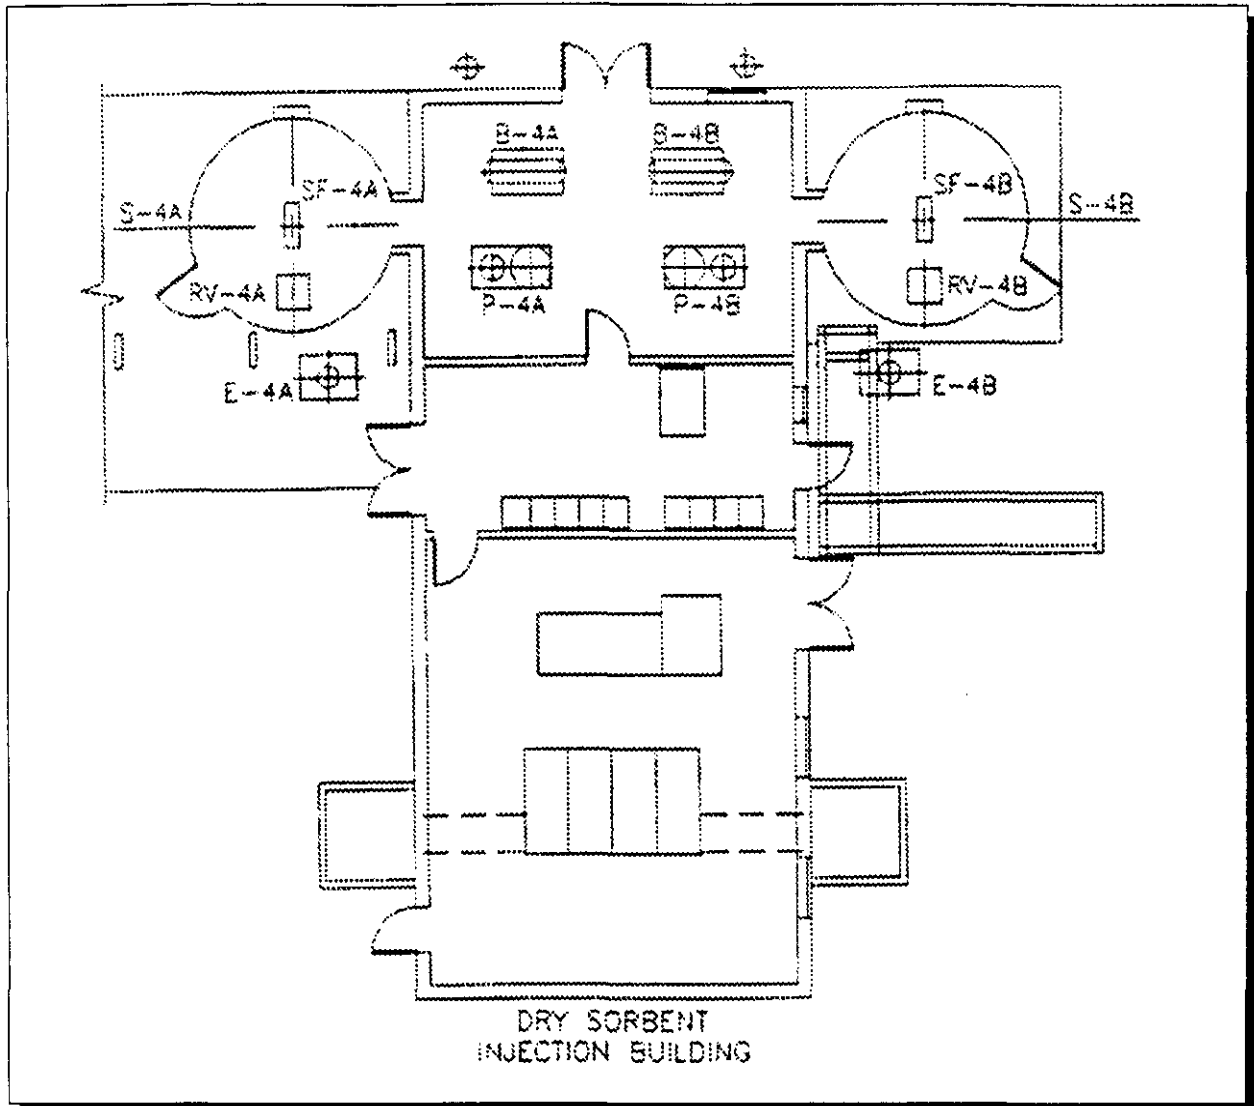 B-4A
B-4B
SF-4A
SF-4B
S-4A
S-4B
RV-4A
RV-4B
P-4A
P-4B
E-4A
E-4B
DRY SORBENT
INJECTION BUILDING